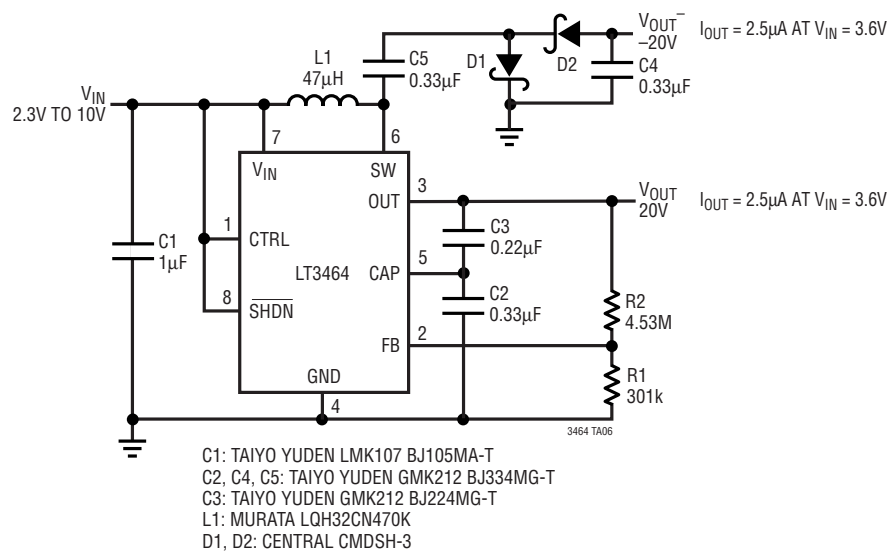 V_OUT⁻
–20V
I_OUT = 2.5µA AT V_IN = 3.6V
L1
47µH
C5
0.33µF
D1
D2
C4
0.33µF
V_IN
2.3V TO 10V
7
6
V_IN
SW
OUT
3
V_OUT
20V
I_OUT = 2.5µA AT V_IN = 3.6V
C3
0.22µF
1
CTRL
C1
1µF
LT3464
CAP
5
C2
0.33µF
8
SHDN
R2
4.53M
FB
2
GND
4
R1
301k
3464 TA06
C1: TAIYO YUDEN LMK107 BJ105MA-T
C2, C4, C5: TAIYO YUDEN GMK212 BJ334MG-T
C3: TAIYO YUDEN GMK212 BJ224MG-T
L1: MURATA LQH32CN470K
D1, D2: CENTRAL CMDSH-3